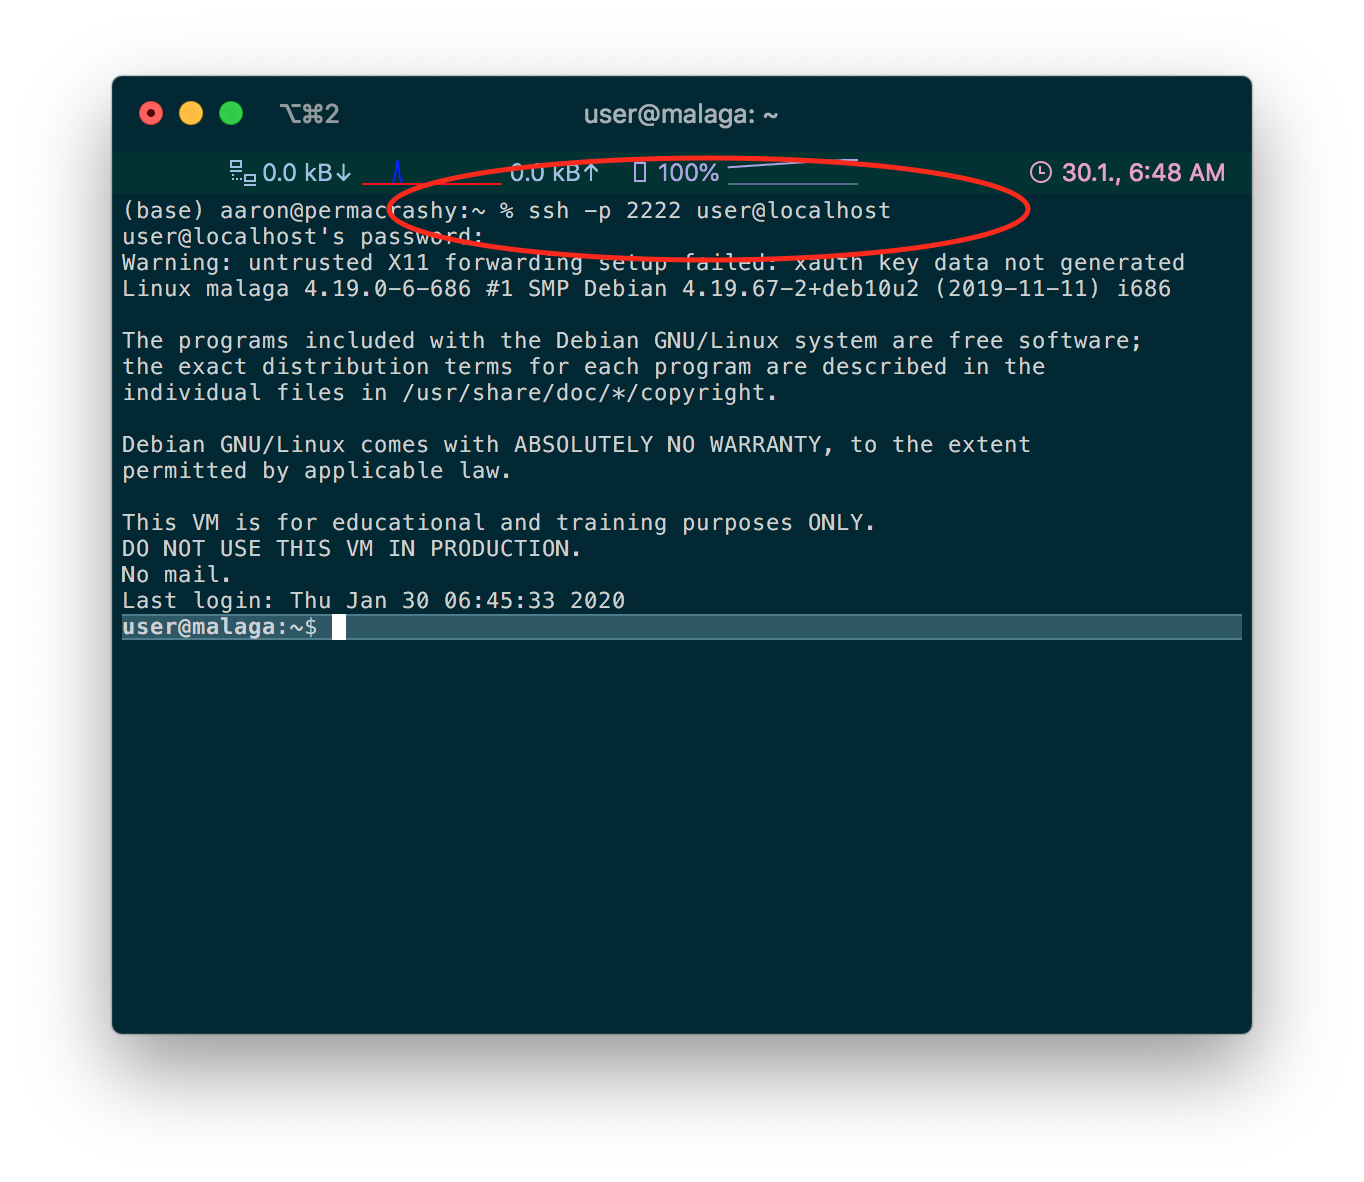 ⌥⌘2
user@malaga: ~
0.0 kB↓ 0.0 kB↑ 100% 30.1., 6:48 AM
(base) aaron@permacrashy:~ % ssh -p 2222 user@localhost
user@localhost's password:
Warning: untrusted X11 forwarding setup failed: xauth key data not generated
Linux malaga 4.19.0-6-686 #1 SMP Debian 4.19.67-2+deb10u2 (2019-11-11) i686
The programs included with the Debian GNU/Linux system are free software;
the exact distribution terms for each program are described in the
individual files in /usr/share/doc/*/copyright.
Debian GNU/Linux comes with ABSOLUTELY NO WARRANTY, to the extent
permitted by applicable law.
This VM is for educational and training purposes ONLY.
DO NOT USE THIS VM IN PRODUCTION.
No mail.
Last login: Thu Jan 30 06:45:33 2020
user@malaga:~$